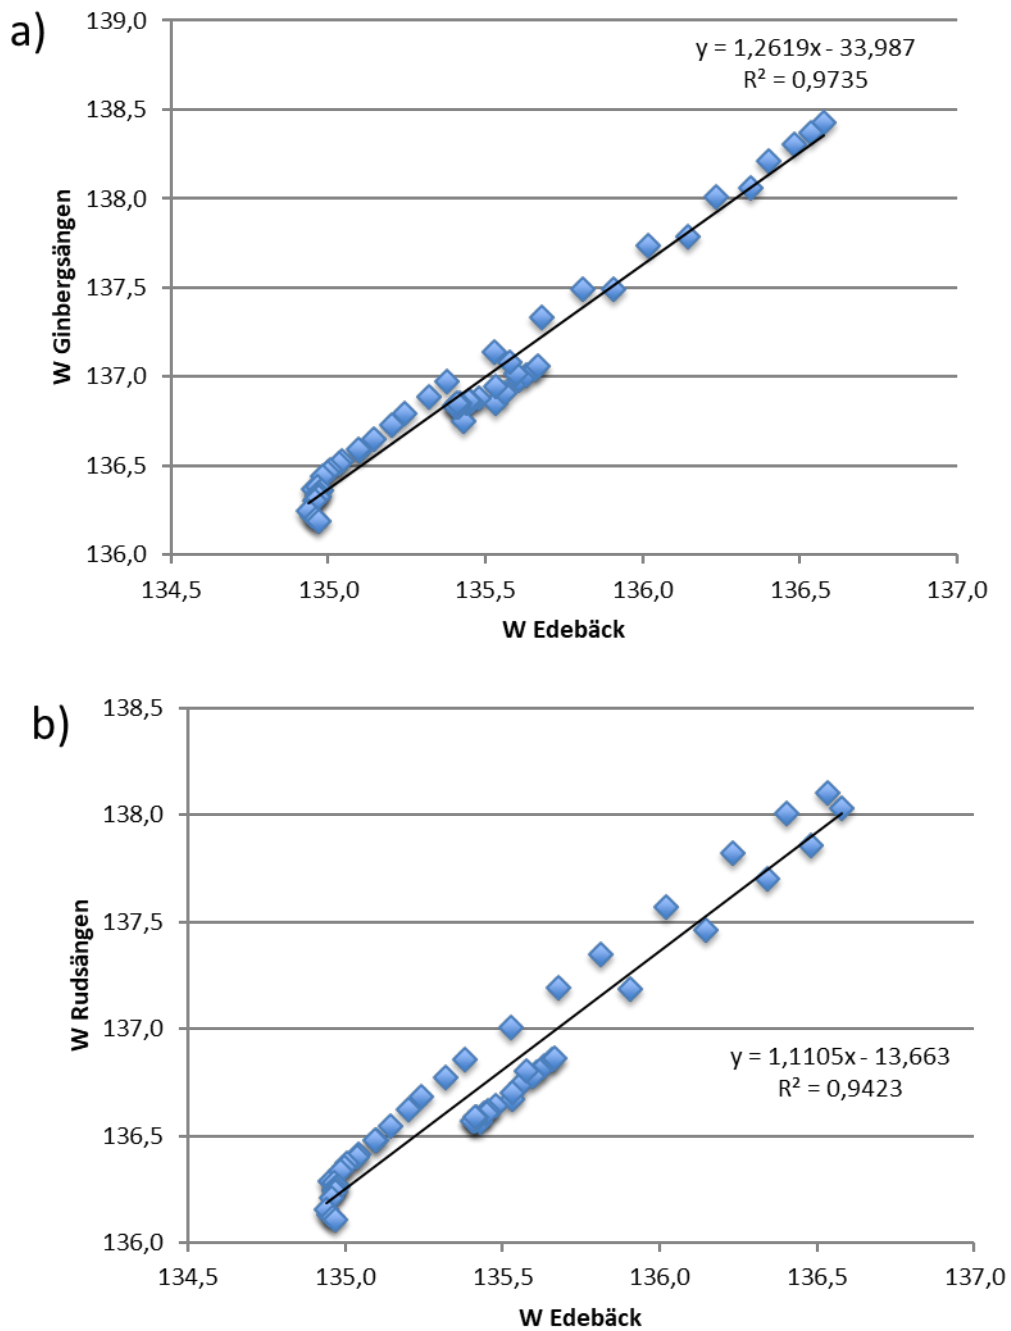 a)
139,0
y = 1,2619x - 33,987
R² = 0,9735
138,5
138,0
137,5
137,0
136,5
136,0
W Ginbergsängen
134,5 135,0 135,5 136,0 136,5 137,0
W Edebäck
b)
138,5
138,0
137,5
137,0
136,5
136,0
W Rudsängen
y = 1,1105x - 13,663
R² = 0,9423
134,5 135,0 135,5 136,0 136,5 137,0
W Edebäck